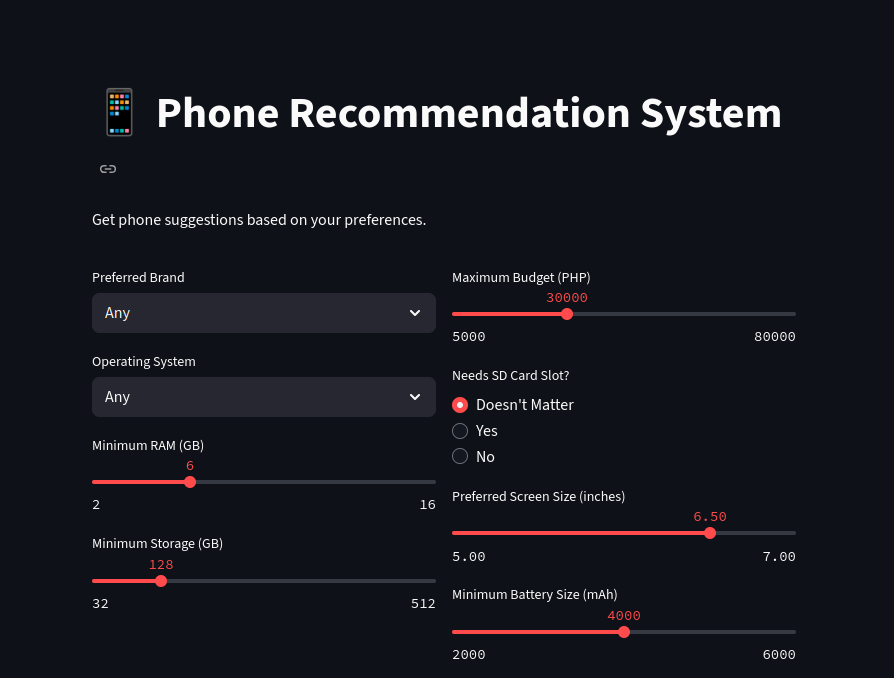 Phone Recommendation System
Get phone suggestions based on your preferences.
Preferred Brand
Any
Operating System
Any
Minimum RAM (GB)
6
2 16
Minimum Storage (GB)
128
32 512
Maximum Budget (PHP)
30000
5000 80000
Needs SD Card Slot?
Doesn't Matter
Yes
No
Preferred Screen Size (inches)
6.50
5.00 7.00
Minimum Battery Size (mAh)
4000
2000 6000